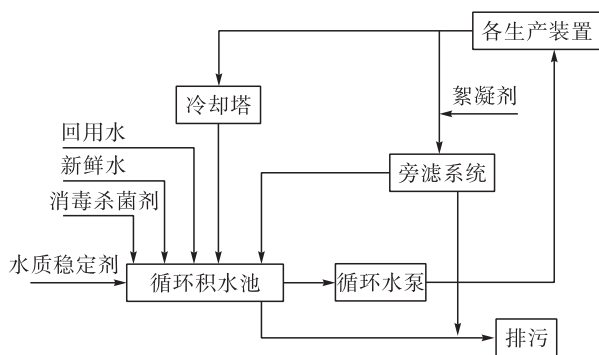 各生产装置
絮凝剂
冷却塔
回用水
新鲜水
旁滤系统
消毒杀菌剂
水质稳定剂
循环积水池
循环水泵
排污